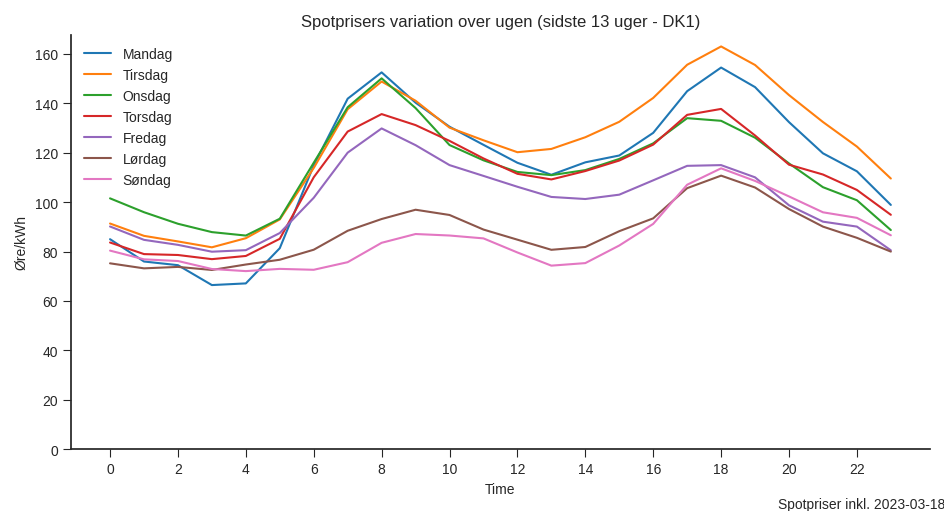 Spotprisers variation over ugen (sidste 13 uger - DK1)
Mandag
Tirsdag
Onsdag
Torsdag
Fredag
Lørdag
Søndag
Øre/kWh
160
140
120
100
80
60
40
20
0
0 2 4 6 8 10 12 14 16 18 20 22
Time
Spotpriser inkl. 2023-03-18